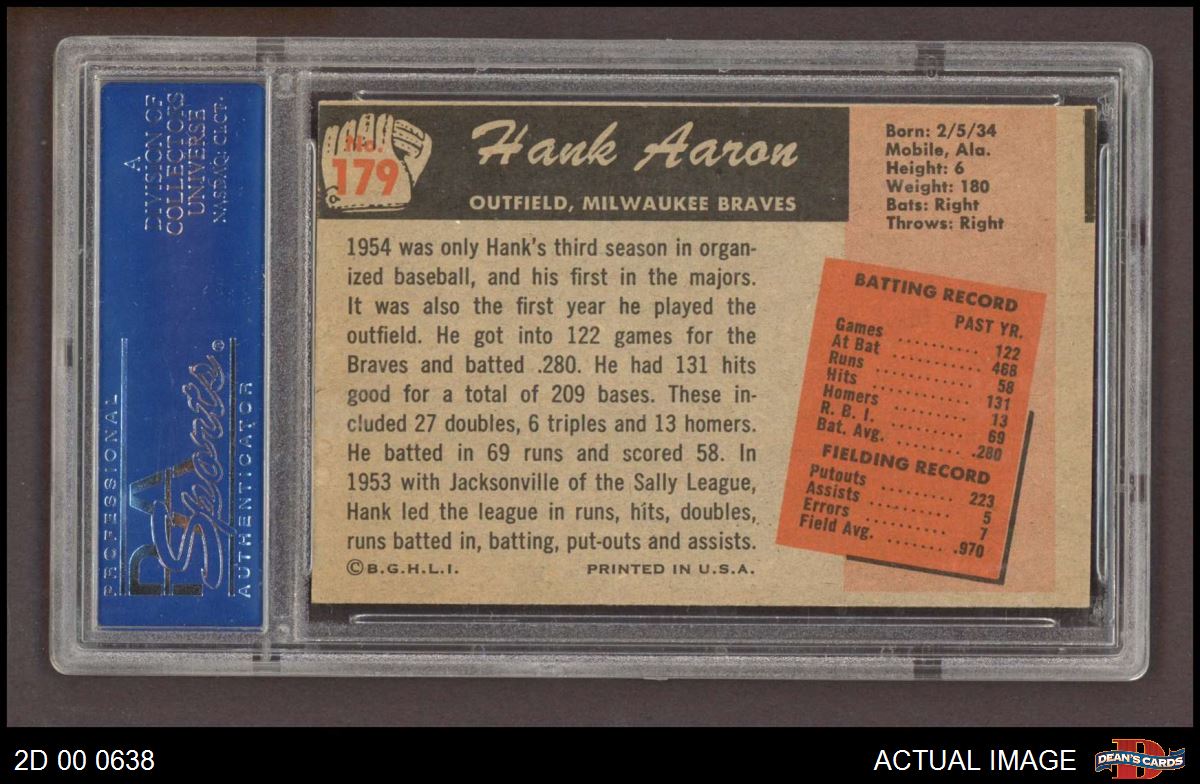 A
DIVISION OF
COLLECTORS
UNIVERSE
NASDAQ: CLCT
PROFESSIONAL
PSA
Sports®
AUTHENTICATOR
No.
179
Hank Aaron
OUTFIELD, MILWAUKEE BRAVES
Born: 2/5/34
Mobile, Ala.
Height: 6
Weight: 180
Bats: Right
Throws: Right
1954 was only Hank's third season in organ-
ized baseball, and his first in the majors.
It was also the first year he played the
outfield. He got into 122 games for the
Braves and batted .280. He had 131 hits
good for a total of 209 bases. These in-
cluded 27 doubles, 6 triples and 13 homers.
He batted in 69 runs and scored 58. In
1953 with Jacksonville of the Sally League,
Hank led the league in runs, hits, doubles,
runs batted in, batting, put-outs and assists.
©B.G.H.L.I. PRINTED IN U.S.A.
BATTING RECORD
PAST YR.
Games .......... 122
At Bat .......... 468
Runs .......... 58
Hits .......... 131
Homers .......... 13
R. B. I. .......... 69
Bat. Avg. ........ .280
FIELDING RECORD
Putouts .......... 223
Assists .......... 5
Errors .......... 7
Field Avg. ....... .970
2D 00 0638
ACTUAL IMAGE
D
DEAN'S CARDS